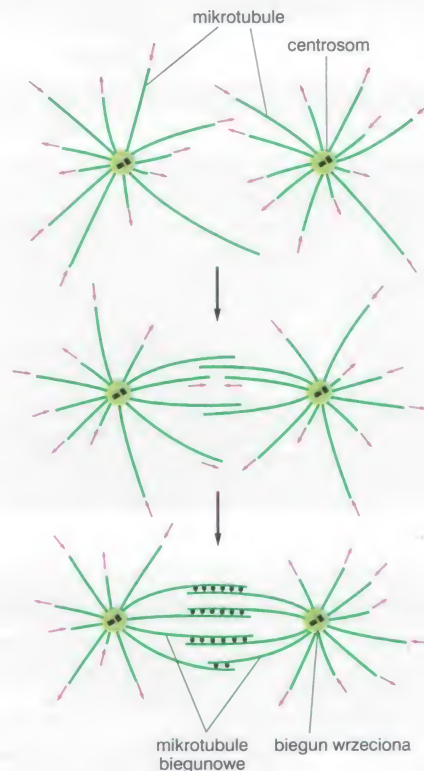 mikrotubule
centrosom
mikrotubule
biegunowe
biegun wrzeciona